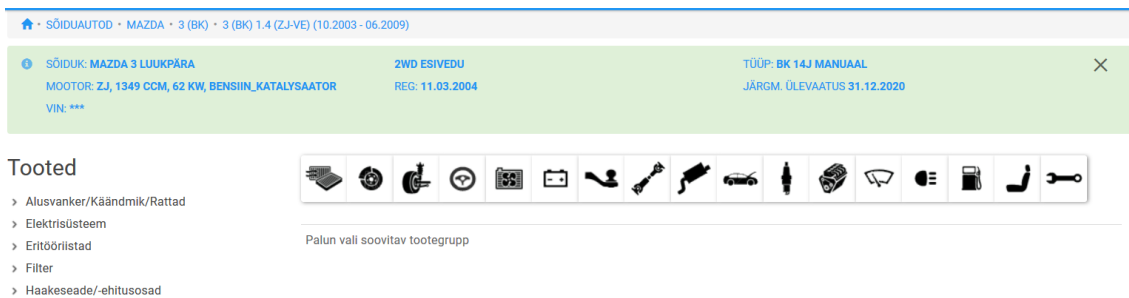 • SÕIDUAUTOD • MAZDA • 3 (BK) • 3 (BK) 1.4 (ZJ-VE) (10.2003 - 06.2009)
SÕIDUK: MAZDA 3 LUUKPÄRA
MOOTOR: ZJ, 1349 CCM, 62 KW, BENSIIN_KATALYSAATOR
VIN: ***
2WD ESIVEDU
REG: 11.03.2004
TÜÜP: BK 14J MANUAAL
JÄRGM. ÜLEVAATUS 31.12.2020
Tooted
Alusvanker/Käändmik/Rattad
Elektrisüsteem
Eritööriistad
Filter
Haakeseade/-ehitusosad
Palun vali soovitav tootegrupp